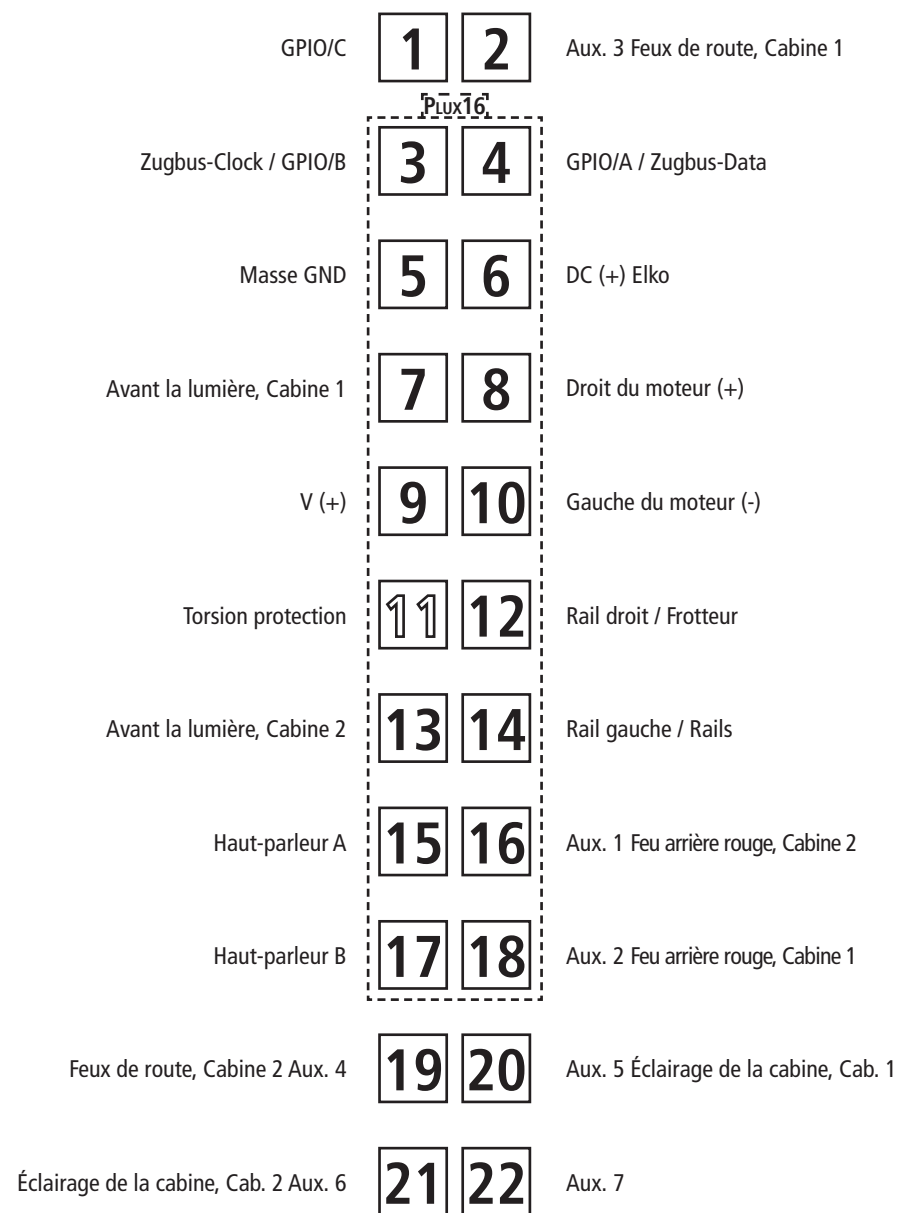 GPIO/C 1 2 Aux. 3 Feux de route, Cabine 1
PLUX16
Zugbus-Clock / GPIO/B 3 4 GPIO/A / Zugbus-Data
Masse GND 5 6 DC (+) Elko
Avant la lumière, Cabine 1 7 8 Droit du moteur (+)
V (+) 9 10 Gauche du moteur (-)
Torsion protection 11 12 Rail droit / Frotteur
Avant la lumière, Cabine 2 13 14 Rail gauche / Rails
Haut-parleur A 15 16 Aux. 1 Feu arrière rouge, Cabine 2
Haut-parleur B 17 18 Aux. 2 Feu arrière rouge, Cabine 1
Feux de route, Cabine 2 Aux. 4 19 20 Aux. 5 Éclairage de la cabine, Cab. 1
Éclairage de la cabine, Cab. 2 Aux. 6 21 22 Aux. 7